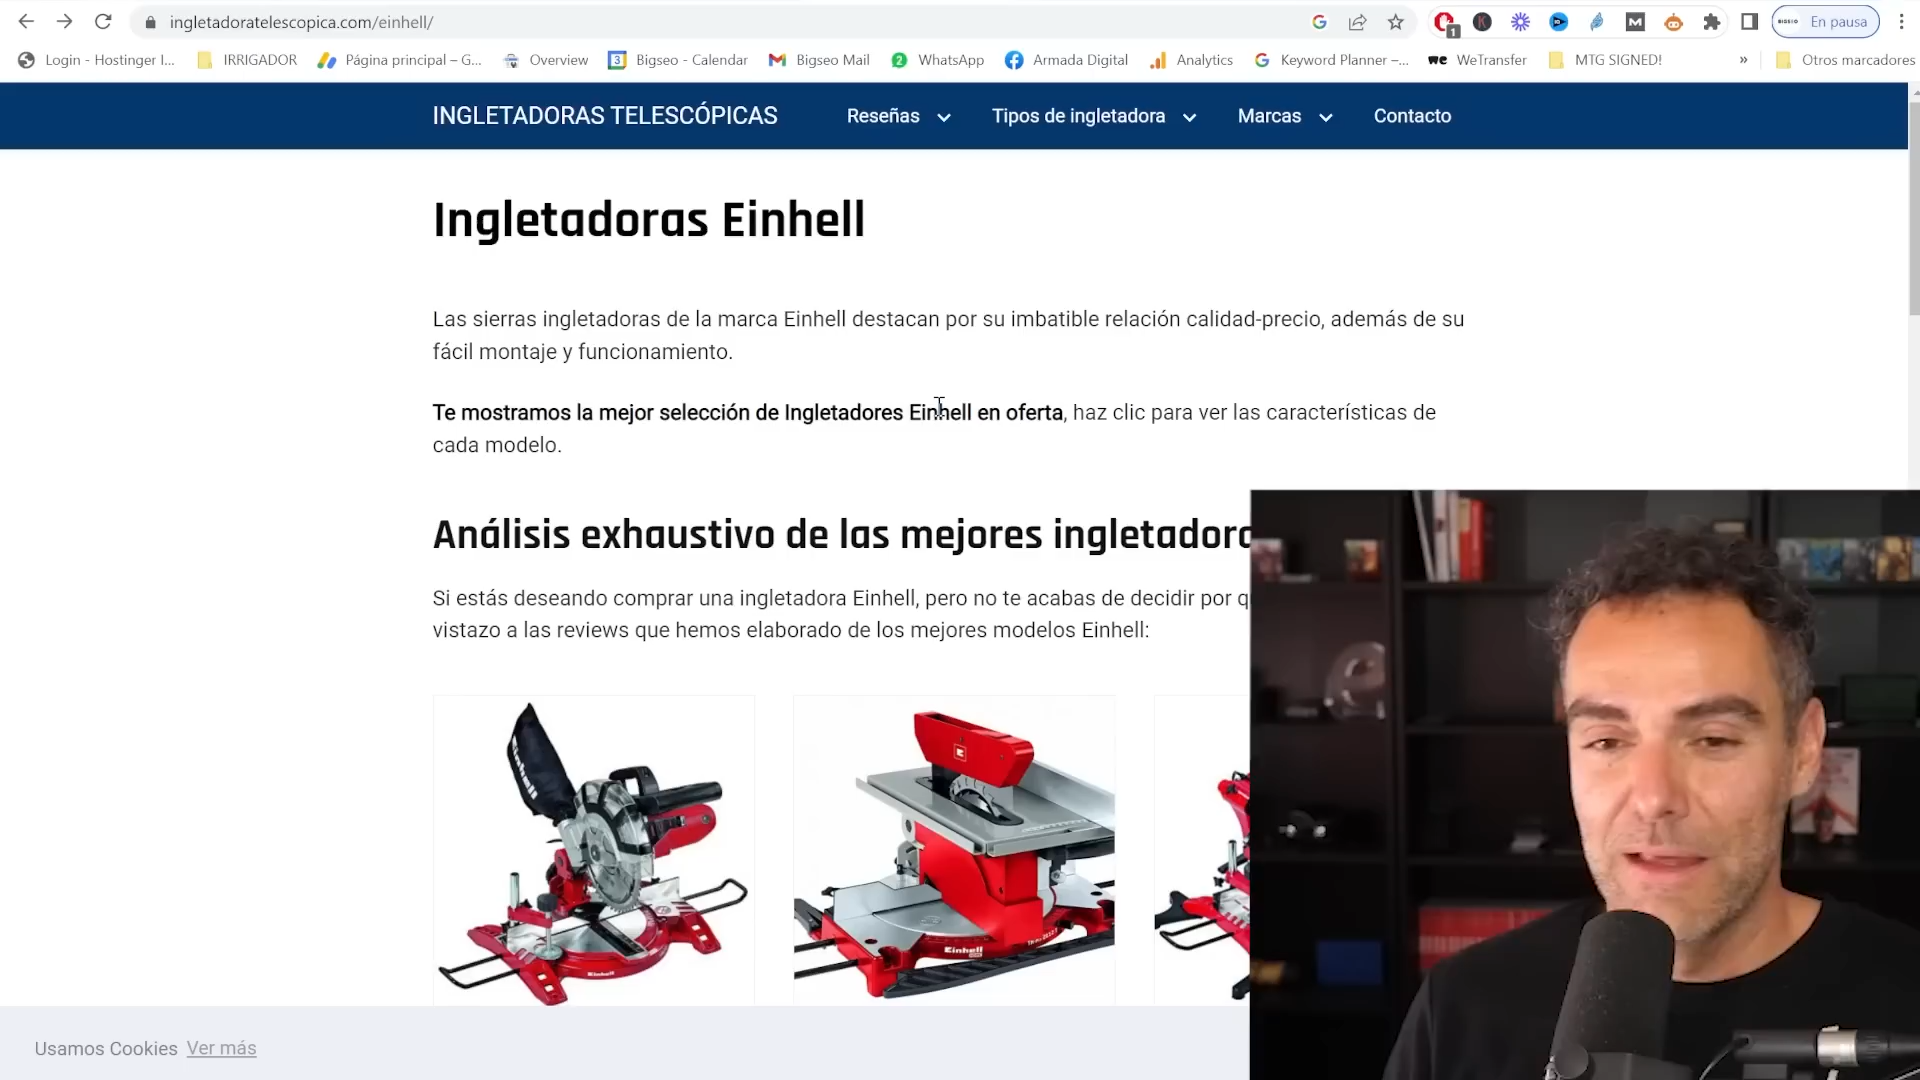 ingletadoratelescopica.com/einhell/
1
En pausa
Login - Hostinger I...
IRRIGADOR
Página principal – G...
Overview
3
Bigseo - Calendar
Bigseo Mail
2
WhatsApp
Armada Digital
Analytics
Keyword Planner –...
we
WeTransfer
MTG SIGNED!
»
Otros marcadores
INGLETADORAS TELESCÓPICAS
Reseñas
Tipos de ingletadora
Marcas
Contacto
Ingletadoras Einhell
Las sierras ingletadoras de la marca Einhell destacan por su imbatible relación calidad-precio, además de su
fácil montaje y funcionamiento.
Te mostramos la mejor selección de Ingletadores Einhell en oferta, haz clic para ver las características de
cada modelo.
Análisis exhaustivo de las mejores ingletadora
Si estás deseando comprar una ingletadora Einhell, pero no te acabas de decidir por q
vistazo a las reviews que hemos elaborado de los mejores modelos Einhell:
Einhell
Einhell
Einhell
Usamos Cookies Ver más